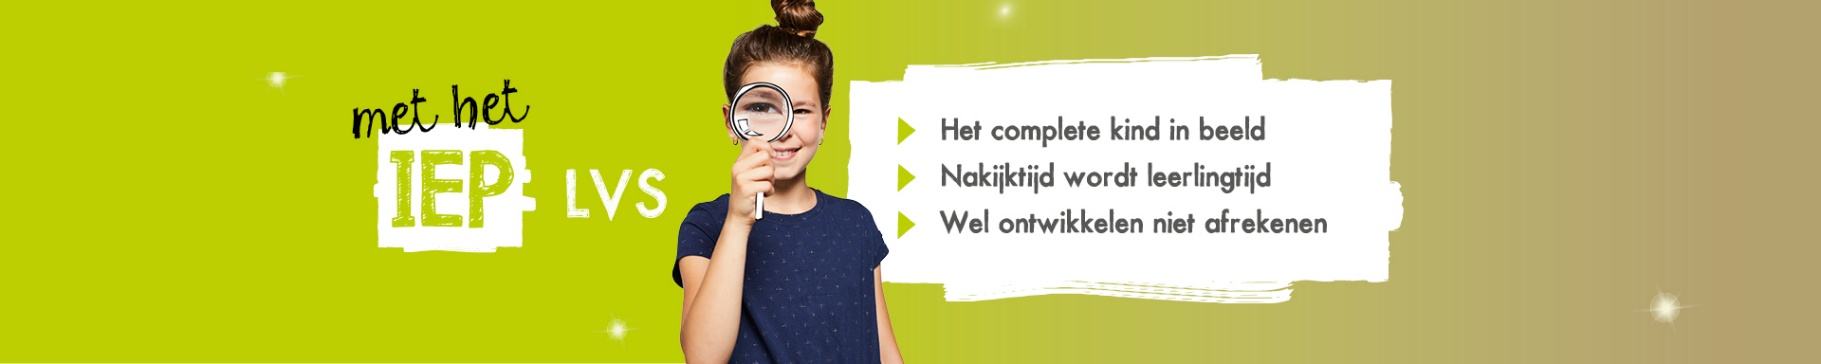 met het
IEP LVS
Het complete kind in beeld
Nakijktijd wordt leerlingtijd
Wel ontwikkelen niet afrekenen